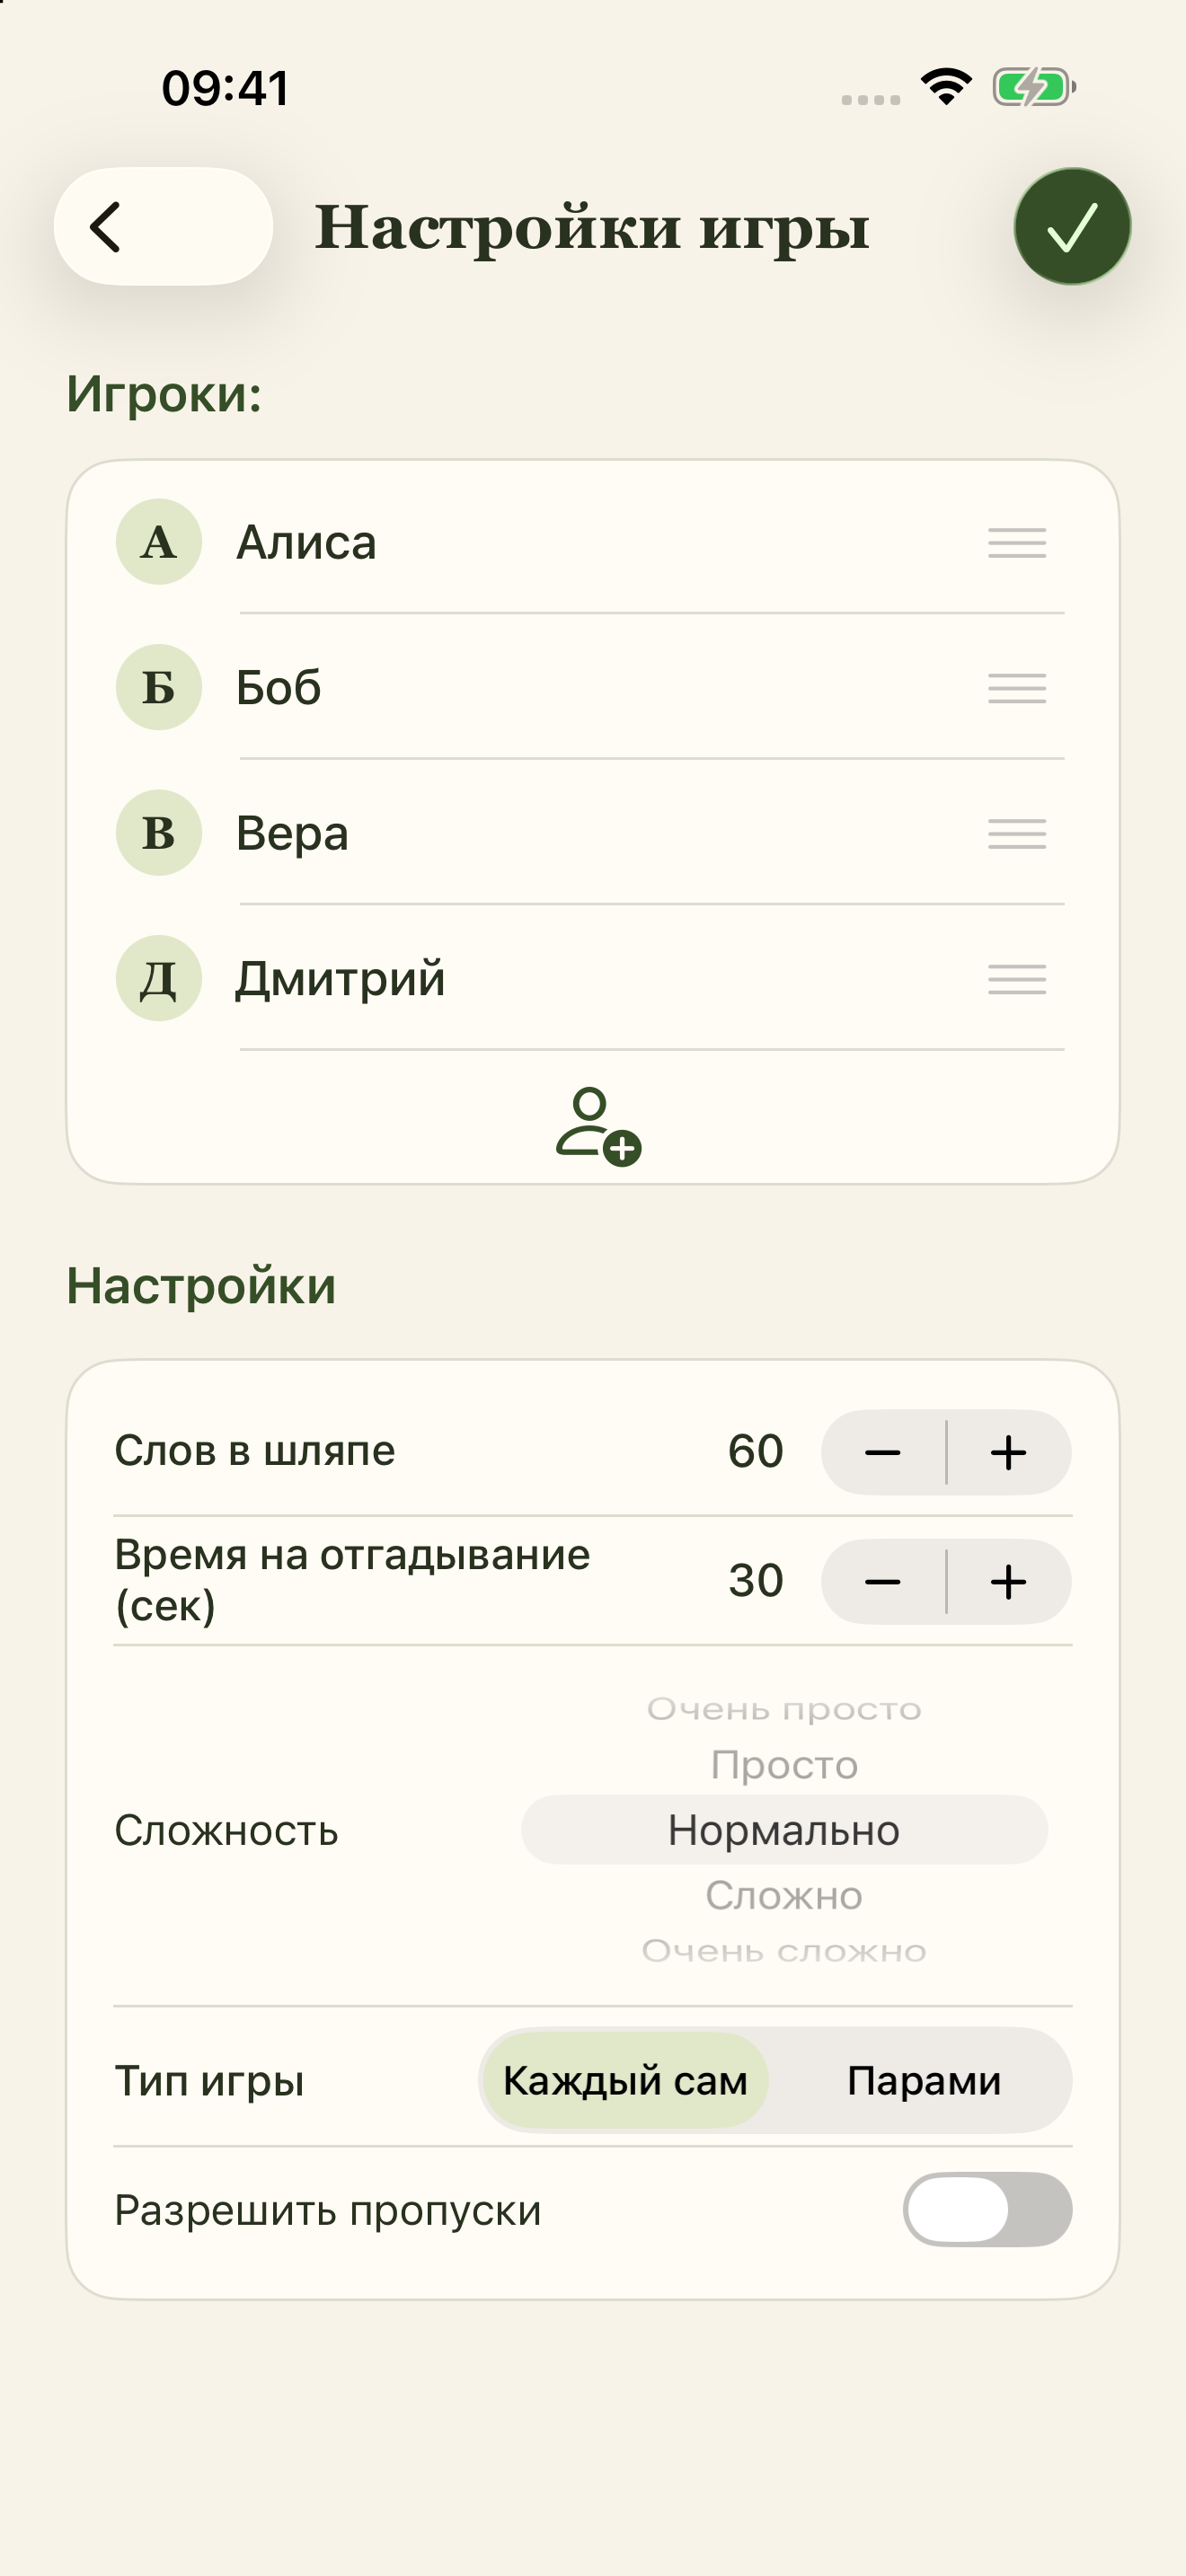 09:41
Настройки игры
Игроки:
А Алиса
Б Боб
В Вера
Д Дмитрий
Настройки
Слов в шляпе 60
Время на отгадывание
(сек) 30
Очень просто
Просто
Сложность Нормально
Сложно
Очень сложно
Тип игры Каждый сам Парами
Разрешить пропуски